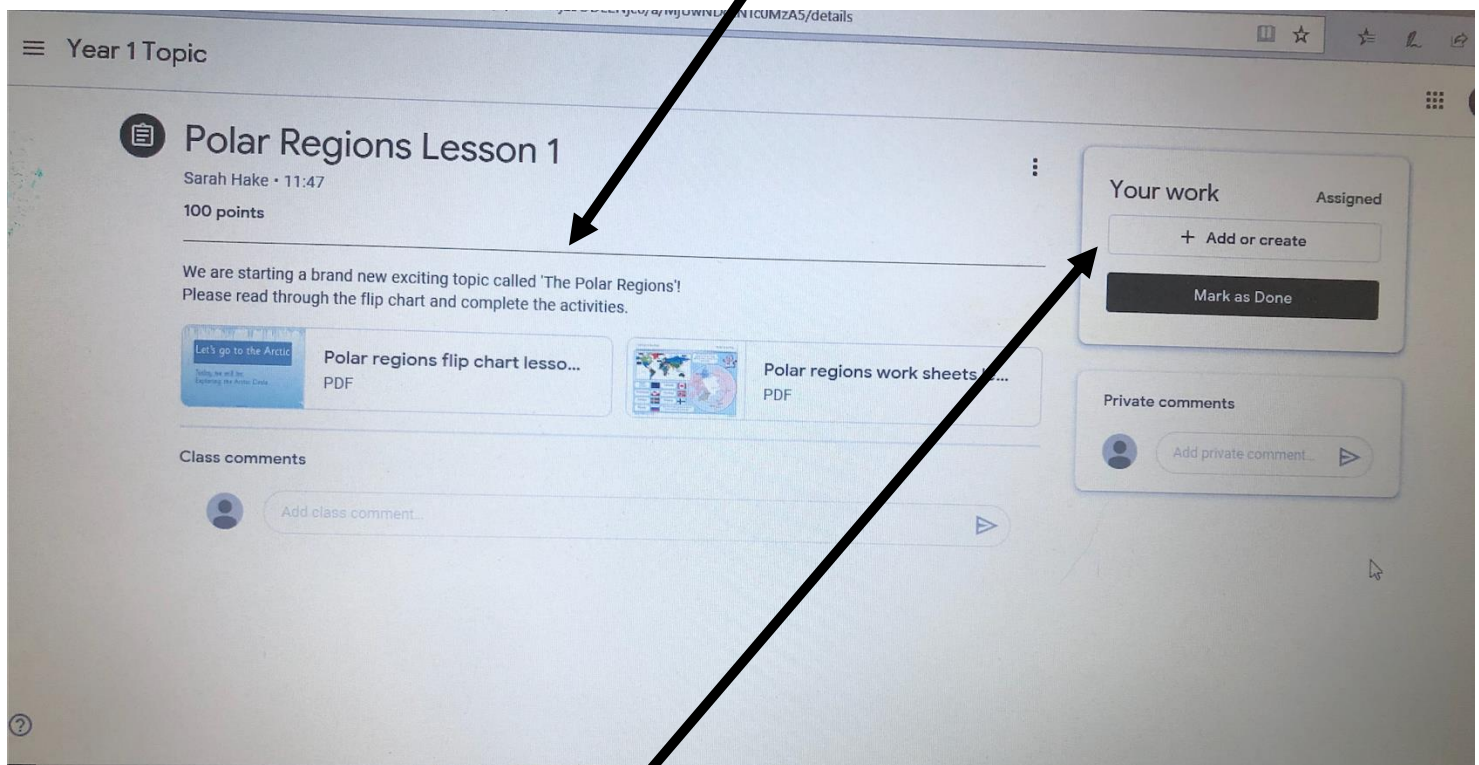 /details
Year 1 Topic
Polar Regions Lesson 1
Sarah Hake • 11:47
100 points
We are starting a brand new exciting topic called 'The Polar Regions'!
Please read through the flip chart and complete the activities.
Let's go to the Arctic
Polar regions flip chart lesso...
PDF
Polar regions work sheets
PDF
Class comments
Add class comment...
Your work
Assigned
+ Add or create
Mark as Done
Private comments
Add private comment...